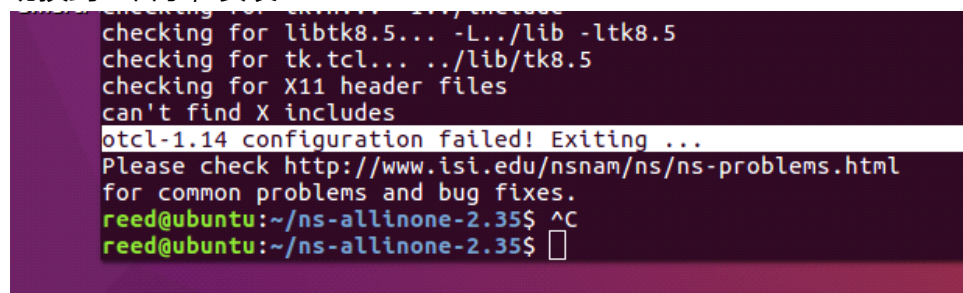 checking for libtk8.5... -L../lib -ltk8.5
checking for tk.tcl... ../lib/tk8.5
checking for X11 header files
can't find X includes
otcl-1.14 configuration failed! Exiting ...
Please check http://www.isi.edu/nsnam/ns/ns-problems.html
for common problems and bug fixes.
reed@ubuntu:~/ns-allinone-2.35$ ^C
reed@ubuntu:~/ns-allinone-2.35$